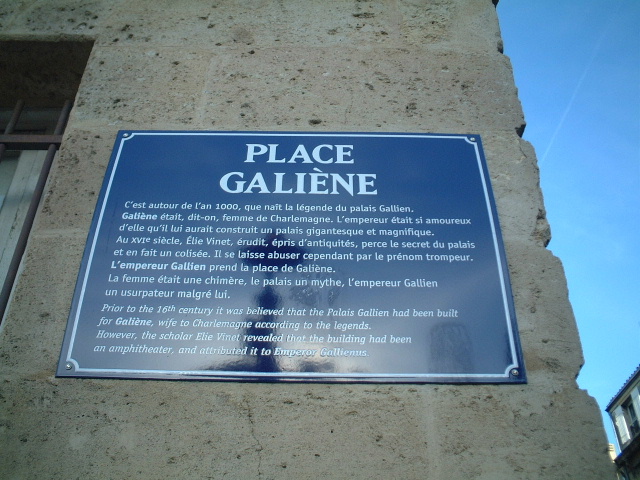 PLACE
GALIÈNE
C'est autour de l'an 1000, que naît la légende du palais Gallien.
Galiène était, dit-on, femme de Charlemagne. L'empereur était si amoureux
d'elle qu'il lui aurait construit un palais gigantesque et magnifique.
Au XVIe siècle, Élie Vinet, érudit, épris d'antiquités, perce le secret du palais
et en fait un colisée. Il se laisse abuser cependant par le prénom trompeur.
L'empereur Gallien prend la place de Galiène.
La femme était une chimère, le palais un mythe, l'empereur Gallien
un usurpateur malgré lui.
Prior to the 16th century it was believed that the Palais Gallien had been built
for Galiène, wife to Charlemagne according to the legends.
However, the scholar Elie Vinet revealed that the building had been
an amphitheater, and attributed it to Emperor Gallienus